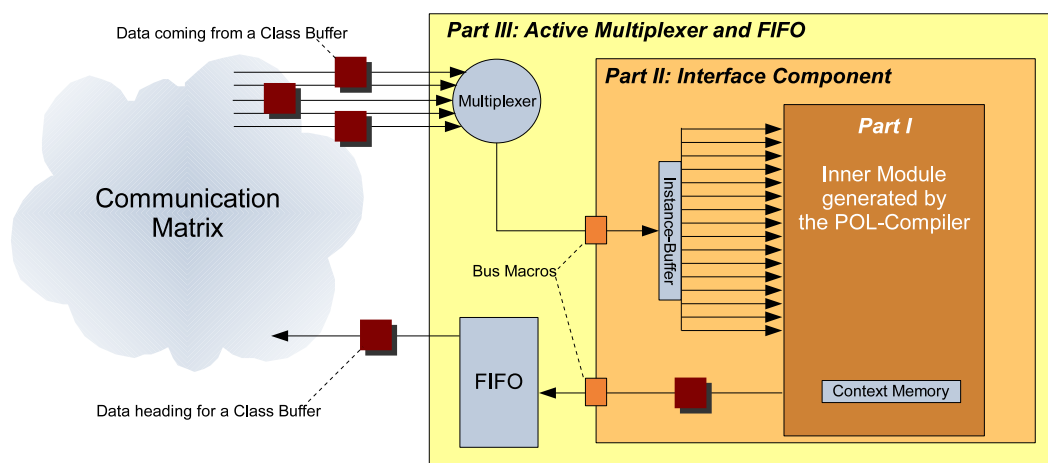 Data coming from a Class Buffer
Part III: Active Multiplexer and FIFO
Part II: Interface Component
Multiplexer
Part I
Inner Module
generated by
the POL-Compiler
Communication
Matrix
Instance-Buffer
Bus Macros
FIFO
Context Memory
Data heading for a Class Buffer